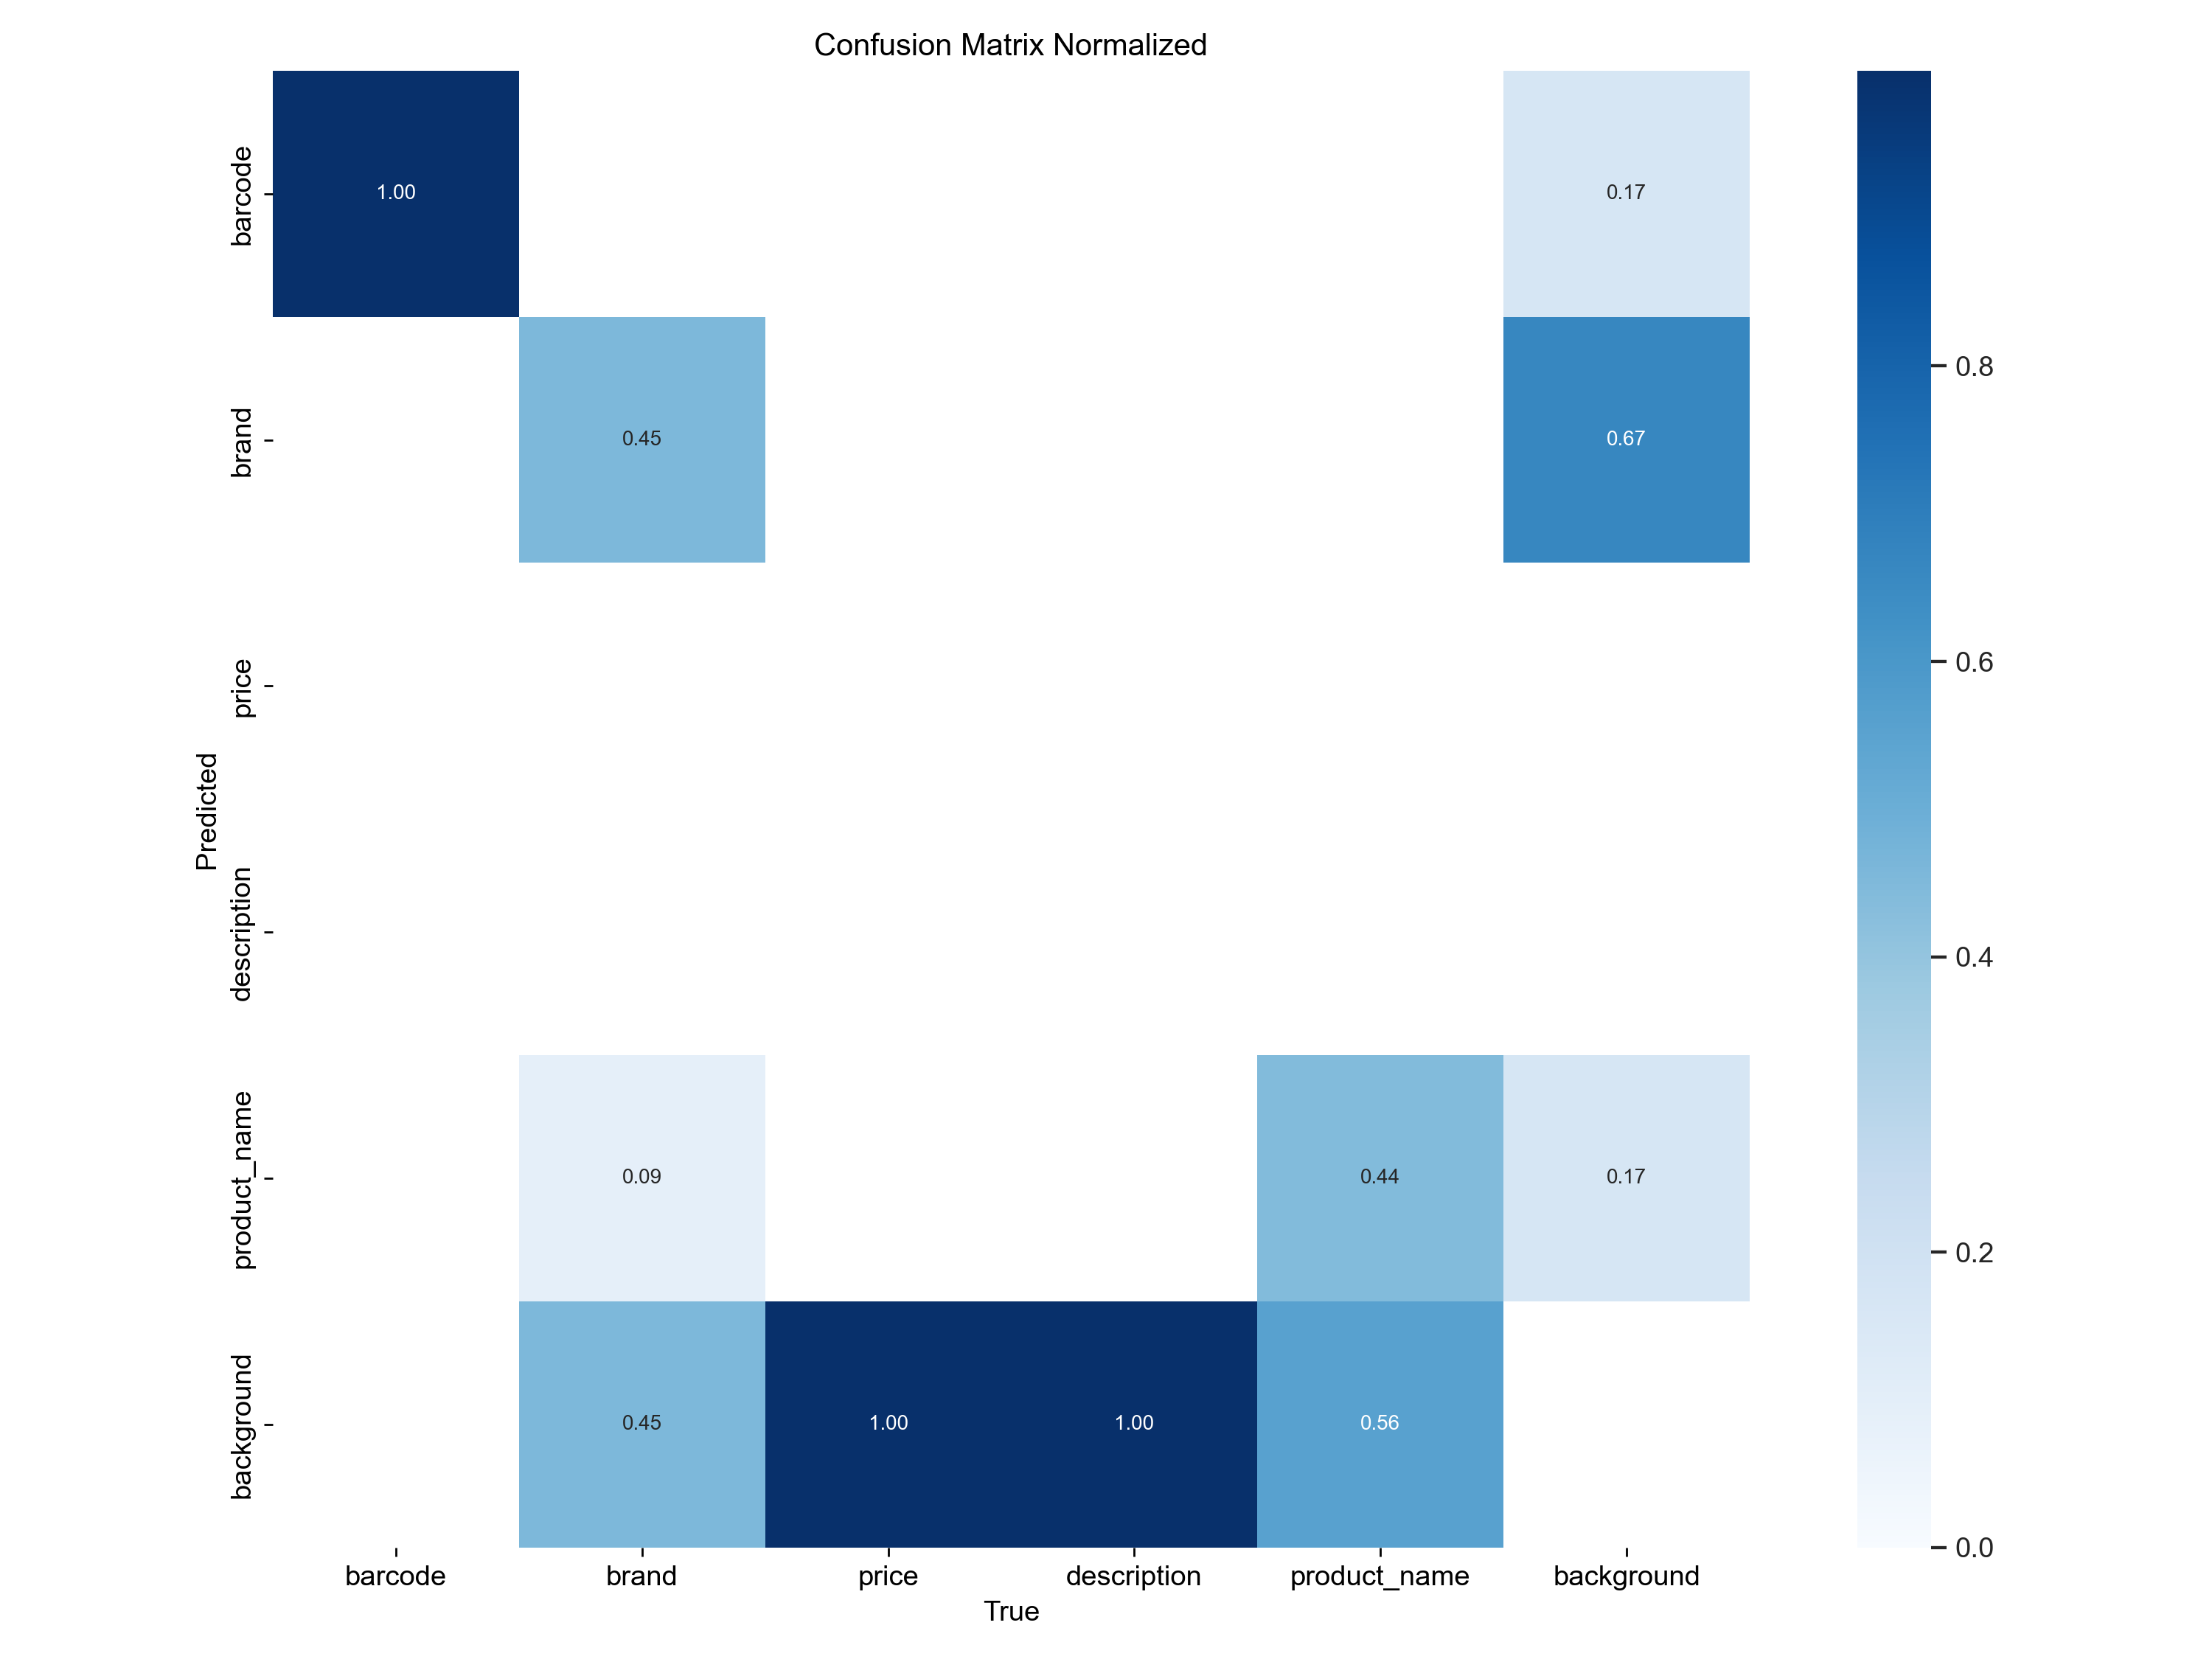 Confusion Matrix Normalized
barcode
1.00
0.17
brand
0.45
0.67
price
description
product_name
0.09
0.44
0.17
background
0.45
1.00
1.00
0.56
Predicted
barcode
brand
price
description
product_name
background
True
0.8
0.6
0.4
0.2
0.0